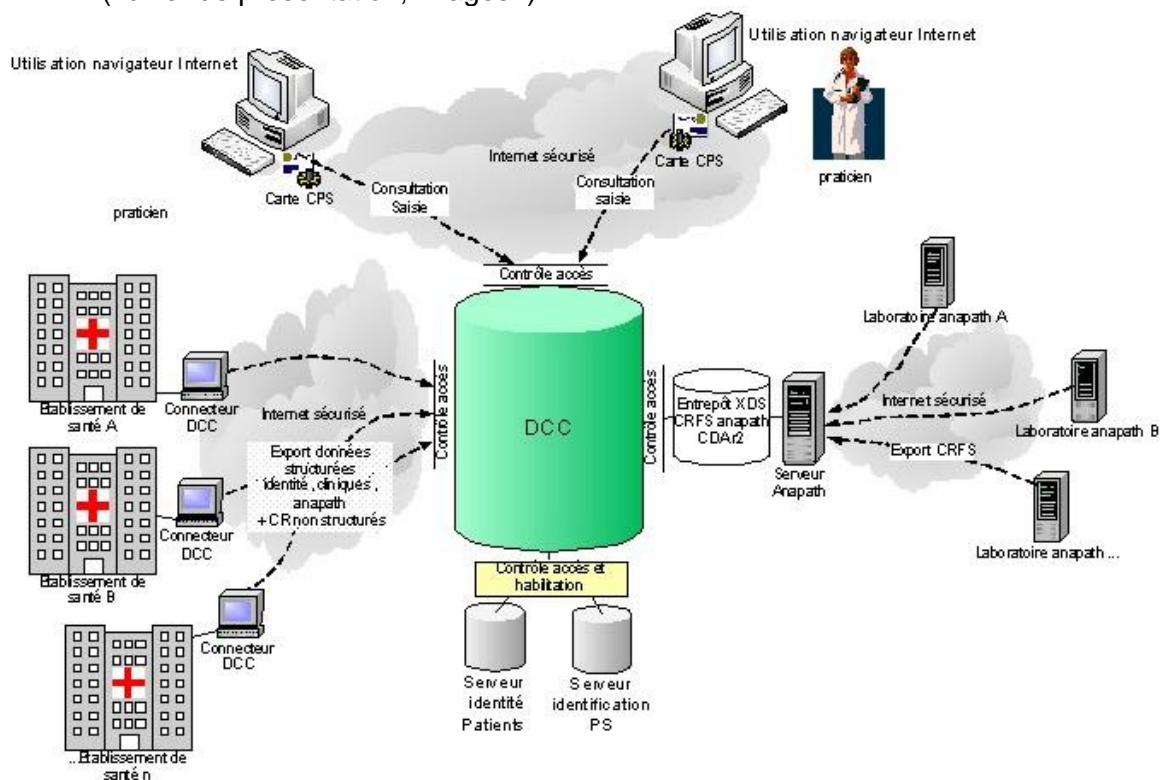 Utilisation navigateur Internet
Utilisation navigateur Internet
Internet sécurisé
Carte CPS
Carte CPS
praticien
praticien
Consultation
Saisie
Consultation
saisie
Contrôle accès
Etablissement de
santé A
Connecteur
DCC
Internet sécurisé
Contrôle accès
DCC
Contrôle accès
Entrepôt XDS
CRFS anapath
CDAr2
Serveur
Anapath
Laboratoire anapath A
Internet sécurisé
Laboratoire anapath B
Export CRFS
Laboratoire anapath ...
Export données
structurées
identité, cliniques,
anapath
+ CR non structurés
Etablissement de
santé B
Connecteur
DCC
Contrôle accès et
habilitation
Connecteur
DCC
...Etablissement de
santé n
Serveur
identité
Patients
Serveur
identification
PS